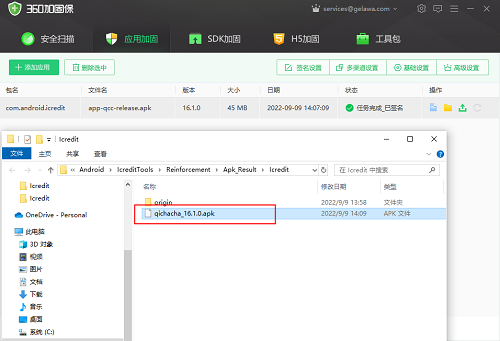 360加固保
services@gelawa.com
安全扫描 应用加固 SDK加固 H5加固 工具包
添加应用 删除选中 签名设置 多渠道设置 基础设置 高级设置
包名 文件名 版本 大小 日期 状态 操作
com.android.icredit app-qcc-release.apk 16.1.0 45 MB 2022-09-09 14:07:09 任务完成_已签名
Icredit
文件 主页 共享 查看
Android > IcreditTools > Reinforcement > Apk_Result > Icredit
在 Icredit 中搜索
Icredit
Icredit
OneDrive - Personal
此电脑
3D 对象
视频
图片
文档
下载
音乐
桌面
系统 (C:)
名称 修改日期 类型
origin 2022/9/9 13:58 文件夹
qichacha_16.1.0.apk 2022/9/9 14:09 APK 文件